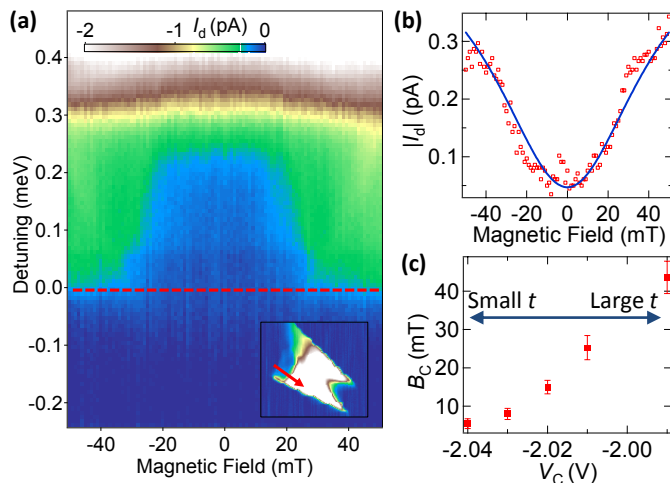 (a)
I_d (pA)
-2 -1 0
0.4
0.3
0.2
0.1
0.0
-0.1
-0.2
Detuning (meV)
-40 -20 0 20 40
Magnetic Field (mT)
(b)
0.3
0.2
0.1
|I_d| (pA)
-40 -20 0 20 40
Magnetic Field (mT)
(c)
Small t Large t
40
30
20
10
B_C (mT)
-2.04 -2.02 -2.00
V_C (V)